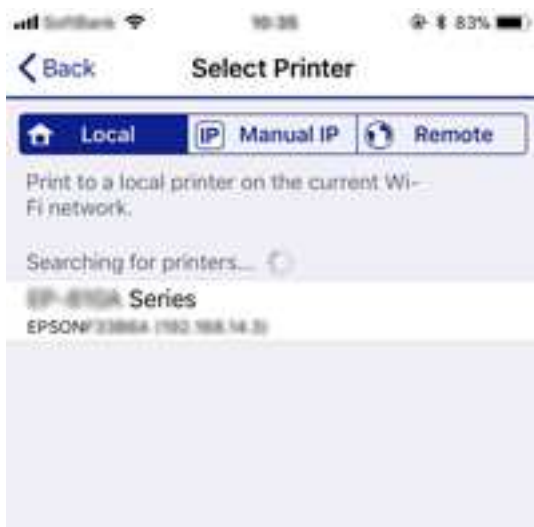 83%
Back Select Printer
Local IP Manual IP Remote
Print to a local printer on the current Wi-
Fi network.
Searching for printers...
Series
EPSON